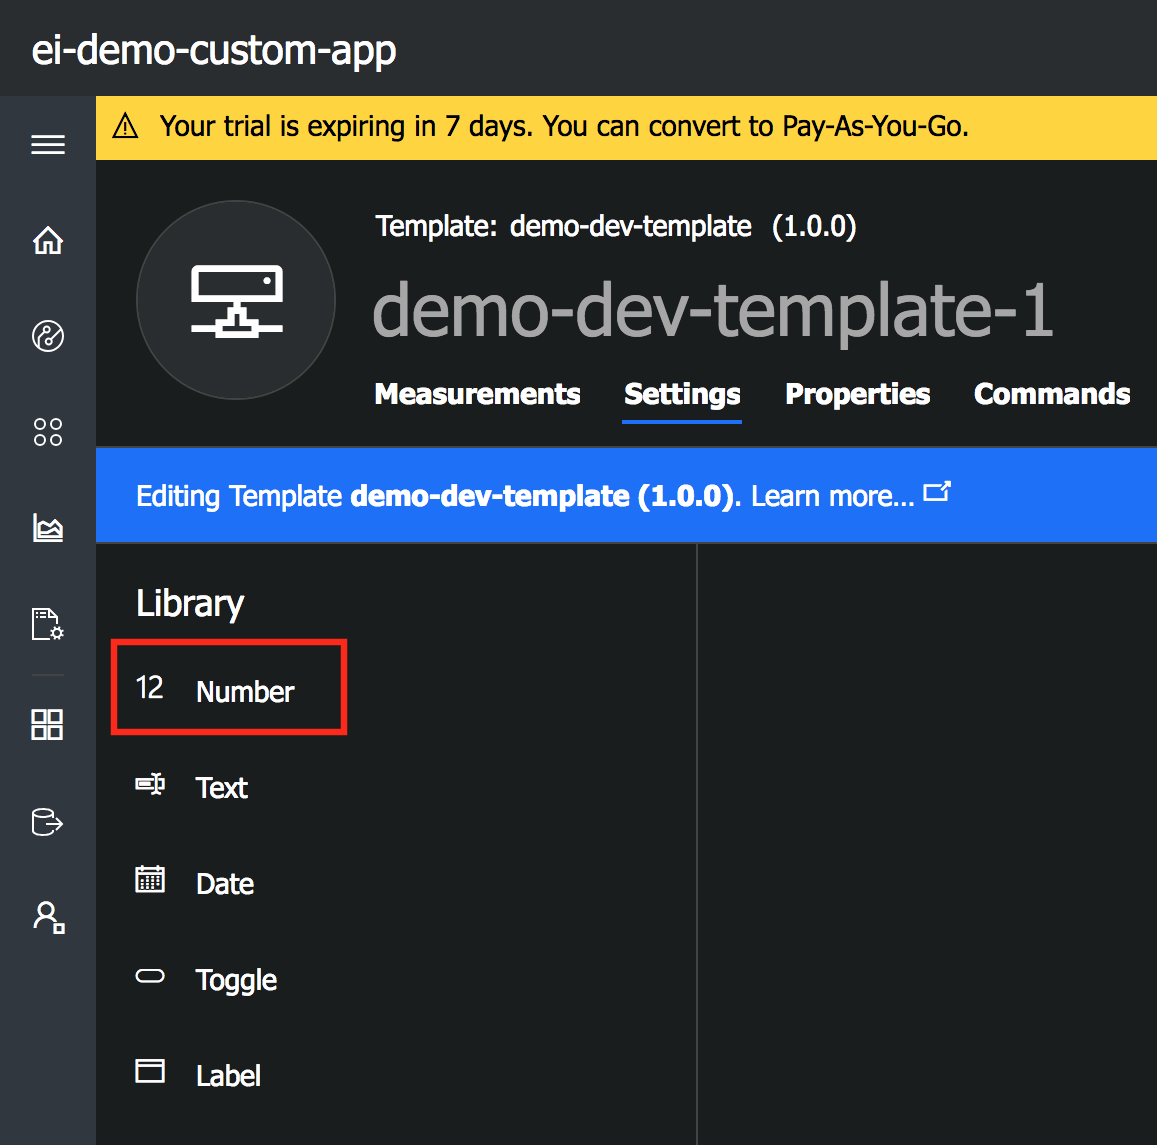 ei-demo-custom-app
Your trial is expiring in 7 days. You can convert to Pay-As-You-Go.
Template: demo-dev-template (1.0.0)
demo-dev-template-1
Measurements Settings Properties Commands
Editing Template demo-dev-template (1.0.0). Learn more...
Library
12 Number
Text
Date
Toggle
Label